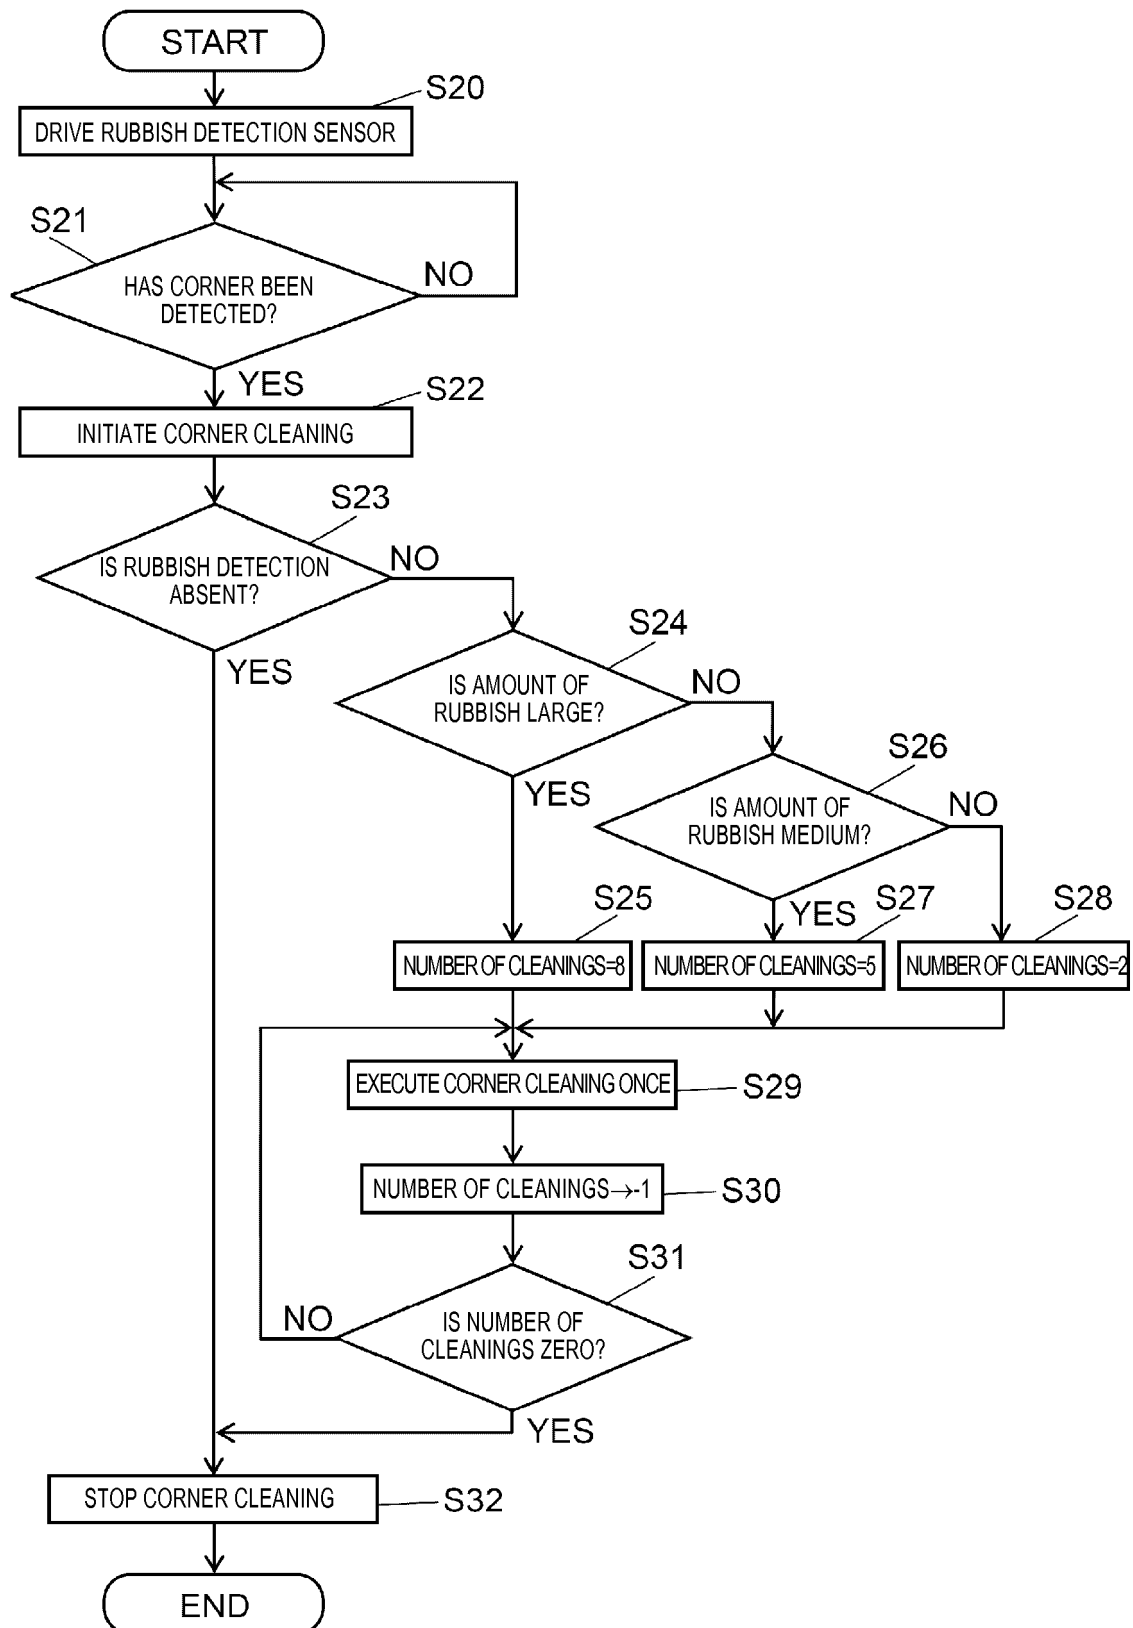 START
S20
DRIVE RUBBISH DETECTION SENSOR
S21
HAS CORNER BEEN
DETECTED?
NO
YES
S22
INITIATE CORNER CLEANING
S23
IS RUBBISH DETECTION
ABSENT?
NO
YES
S24
IS AMOUNT OF
RUBBISH LARGE?
NO
YES
S26
IS AMOUNT OF
RUBBISH MEDIUM?
NO
YES
S25
NUMBER OF CLEANINGS=8
S27
NUMBER OF CLEANINGS=5
S28
NUMBER OF CLEANINGS=2
EXECUTE CORNER CLEANING ONCE
S29
NUMBER OF CLEANINGS→-1
S30
S31
IS NUMBER OF
CLEANINGS ZERO?
NO
YES
STOP CORNER CLEANING
S32
END